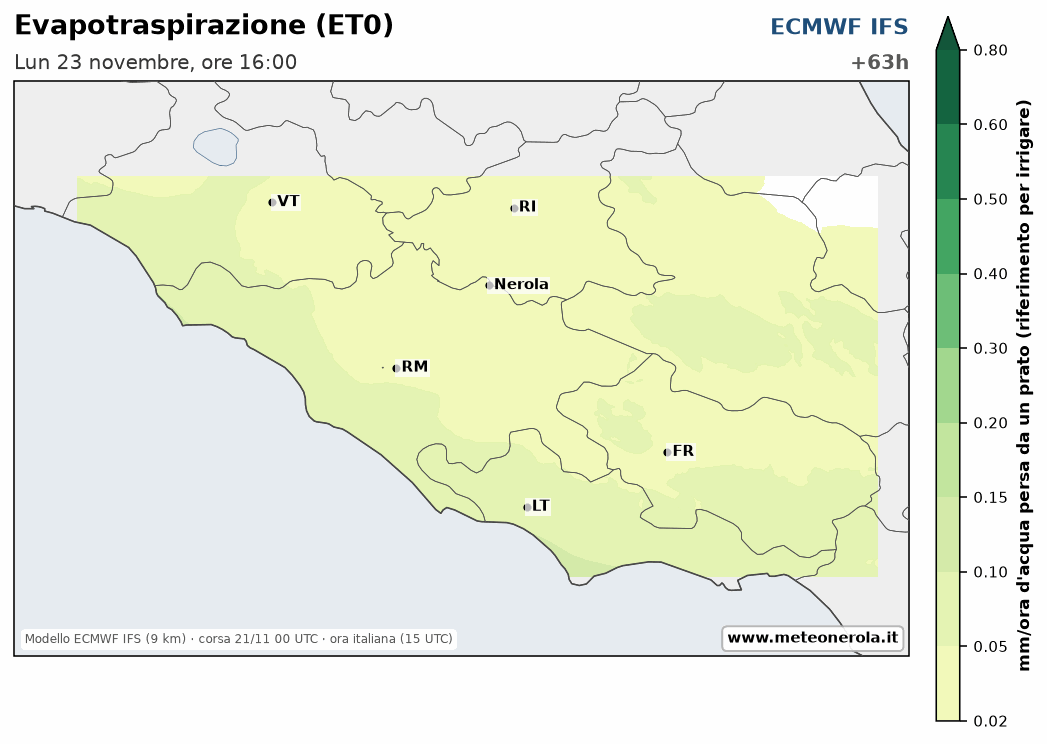 Evapotraspirazione (ET0)
ECMWF IFS
Lun 23 novembre, ore 16:00
+63h
VT
RI
Nerola
RM
FR
LT
Modello ECMWF IFS (9 km) · corsa 21/11 00 UTC · ora italiana (15 UTC)
www.meteonerola.it
0.80
0.60
0.50
0.40
0.30
0.20
0.15
0.10
0.05
0.02
mm/ora d'acqua persa da un prato (riferimento per irrigare)